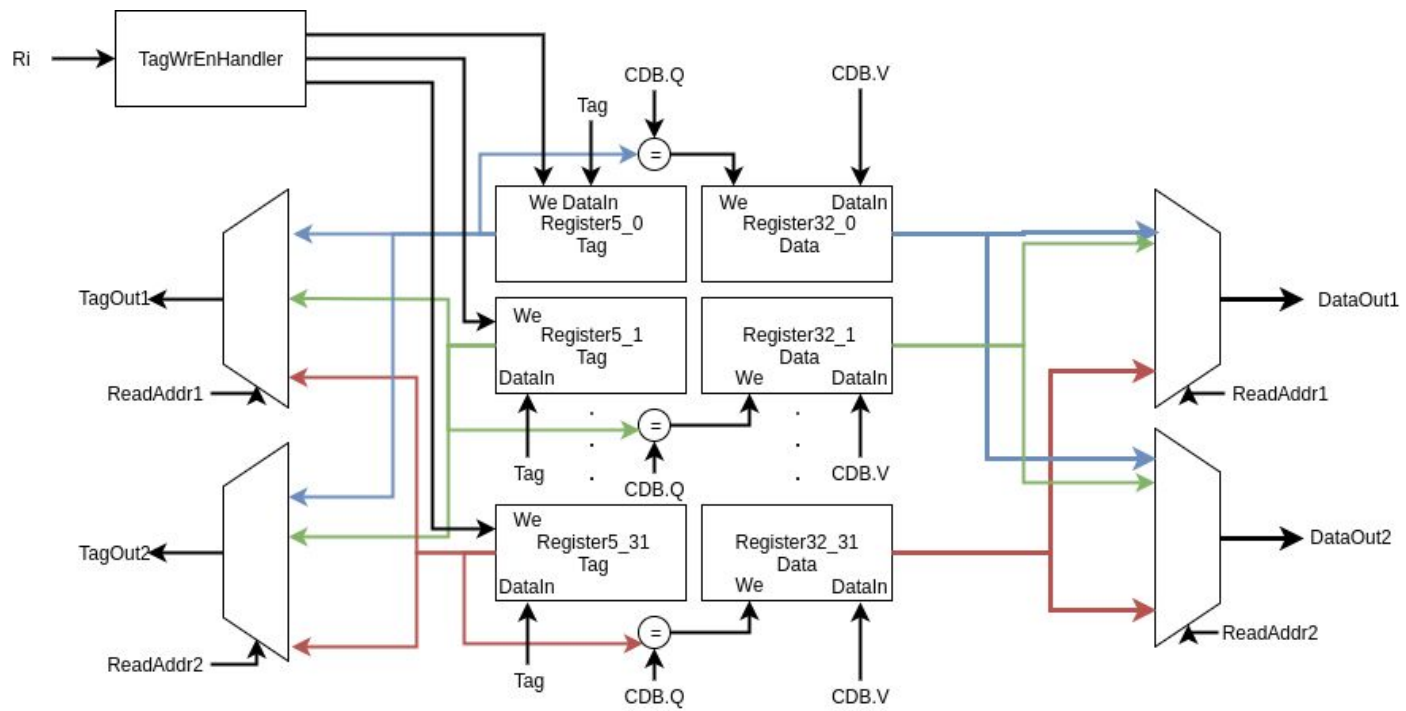 Ri
TagWrEnHandler
CDB.Q
CDB.V
Tag
=
We DataIn
Register5_0
Tag
We
DataIn
Register32_0
Data
TagOut1
ReadAddr1
We
Register5_1
Tag
DataIn
Register32_1
Data
We
DataIn
DataOut1
ReadAddr1
=
Tag
CDB.Q
CDB.V
TagOut2
ReadAddr2
We
Register5_31
Tag
DataIn
Register32_31
Data
We
DataIn
DataOut2
ReadAddr2
=
Tag
CDB.Q
CDB.V